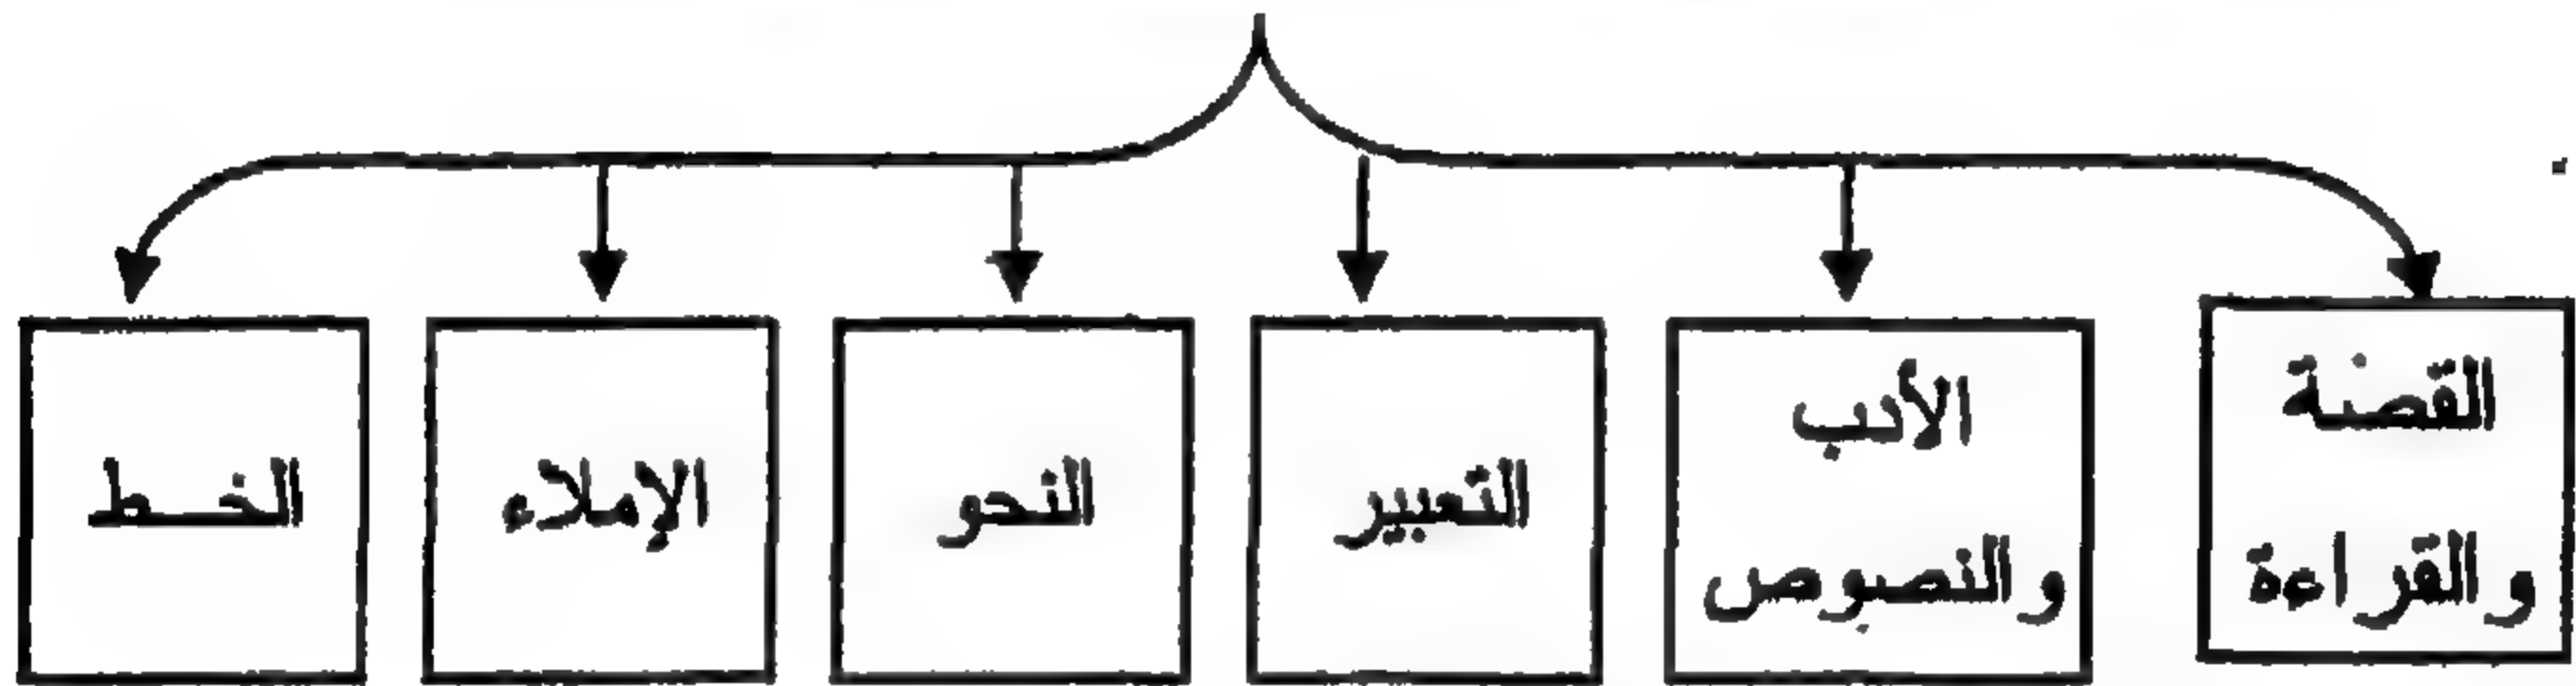 القصة
والقراءة
الأدب
والنصوص
التعبير
النحو
الإملاء
الخط